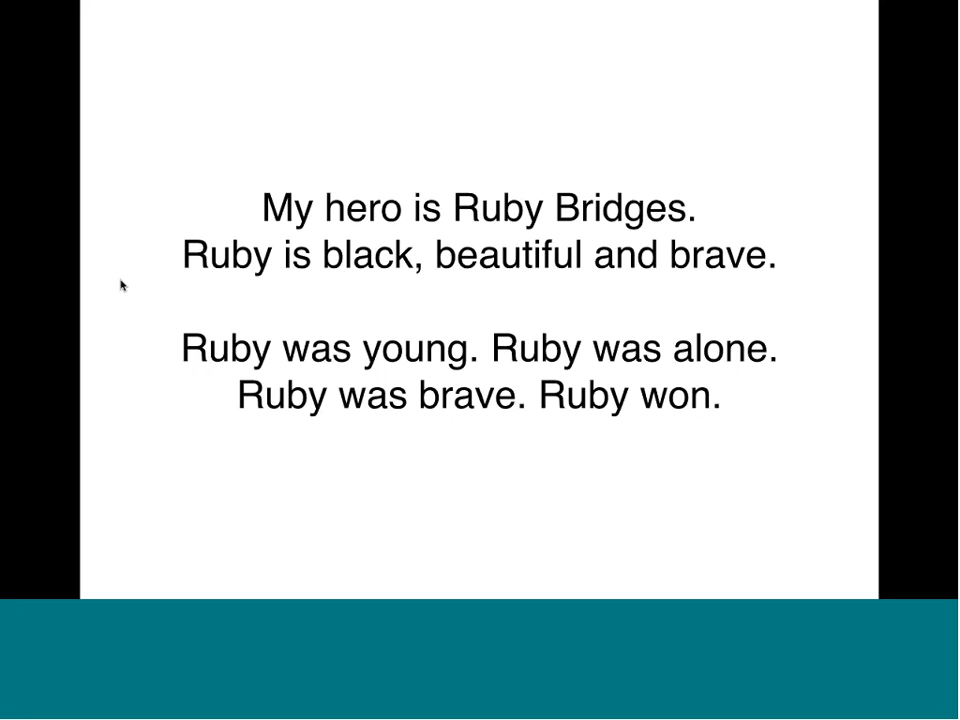 My hero is Ruby Bridges.
Ruby is black, beautiful and brave.
Ruby was young. Ruby was alone.
Ruby was brave. Ruby won.